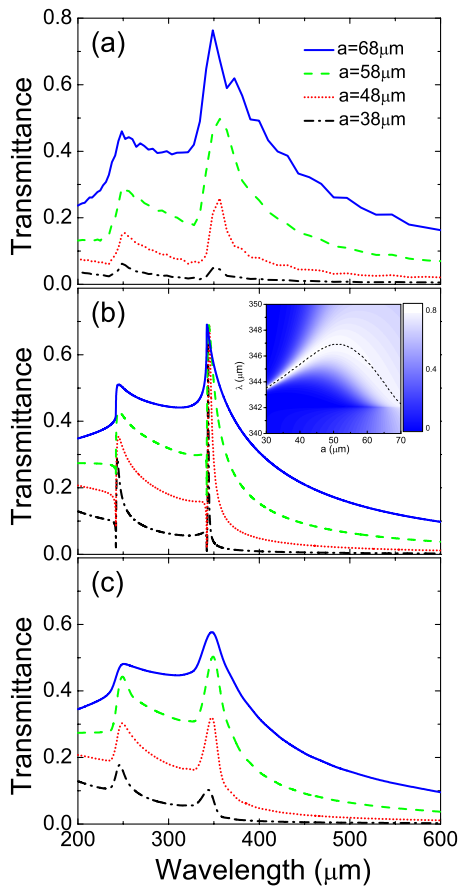 (a)
a=68μm
a=58μm
a=48μm
a=38μm
Transmittance
0.8
0.6
0.4
0.2
0.0
(b)
Transmittance
0.6
0.4
0.2
0.0
λ (μm)
350
348
346
344
342
340
30 40 50 60 70
a (μm)
0.8
0.4
0
(c)
Transmittance
0.6
0.4
0.2
0.0
200 300 400 500 600
Wavelength (μm)